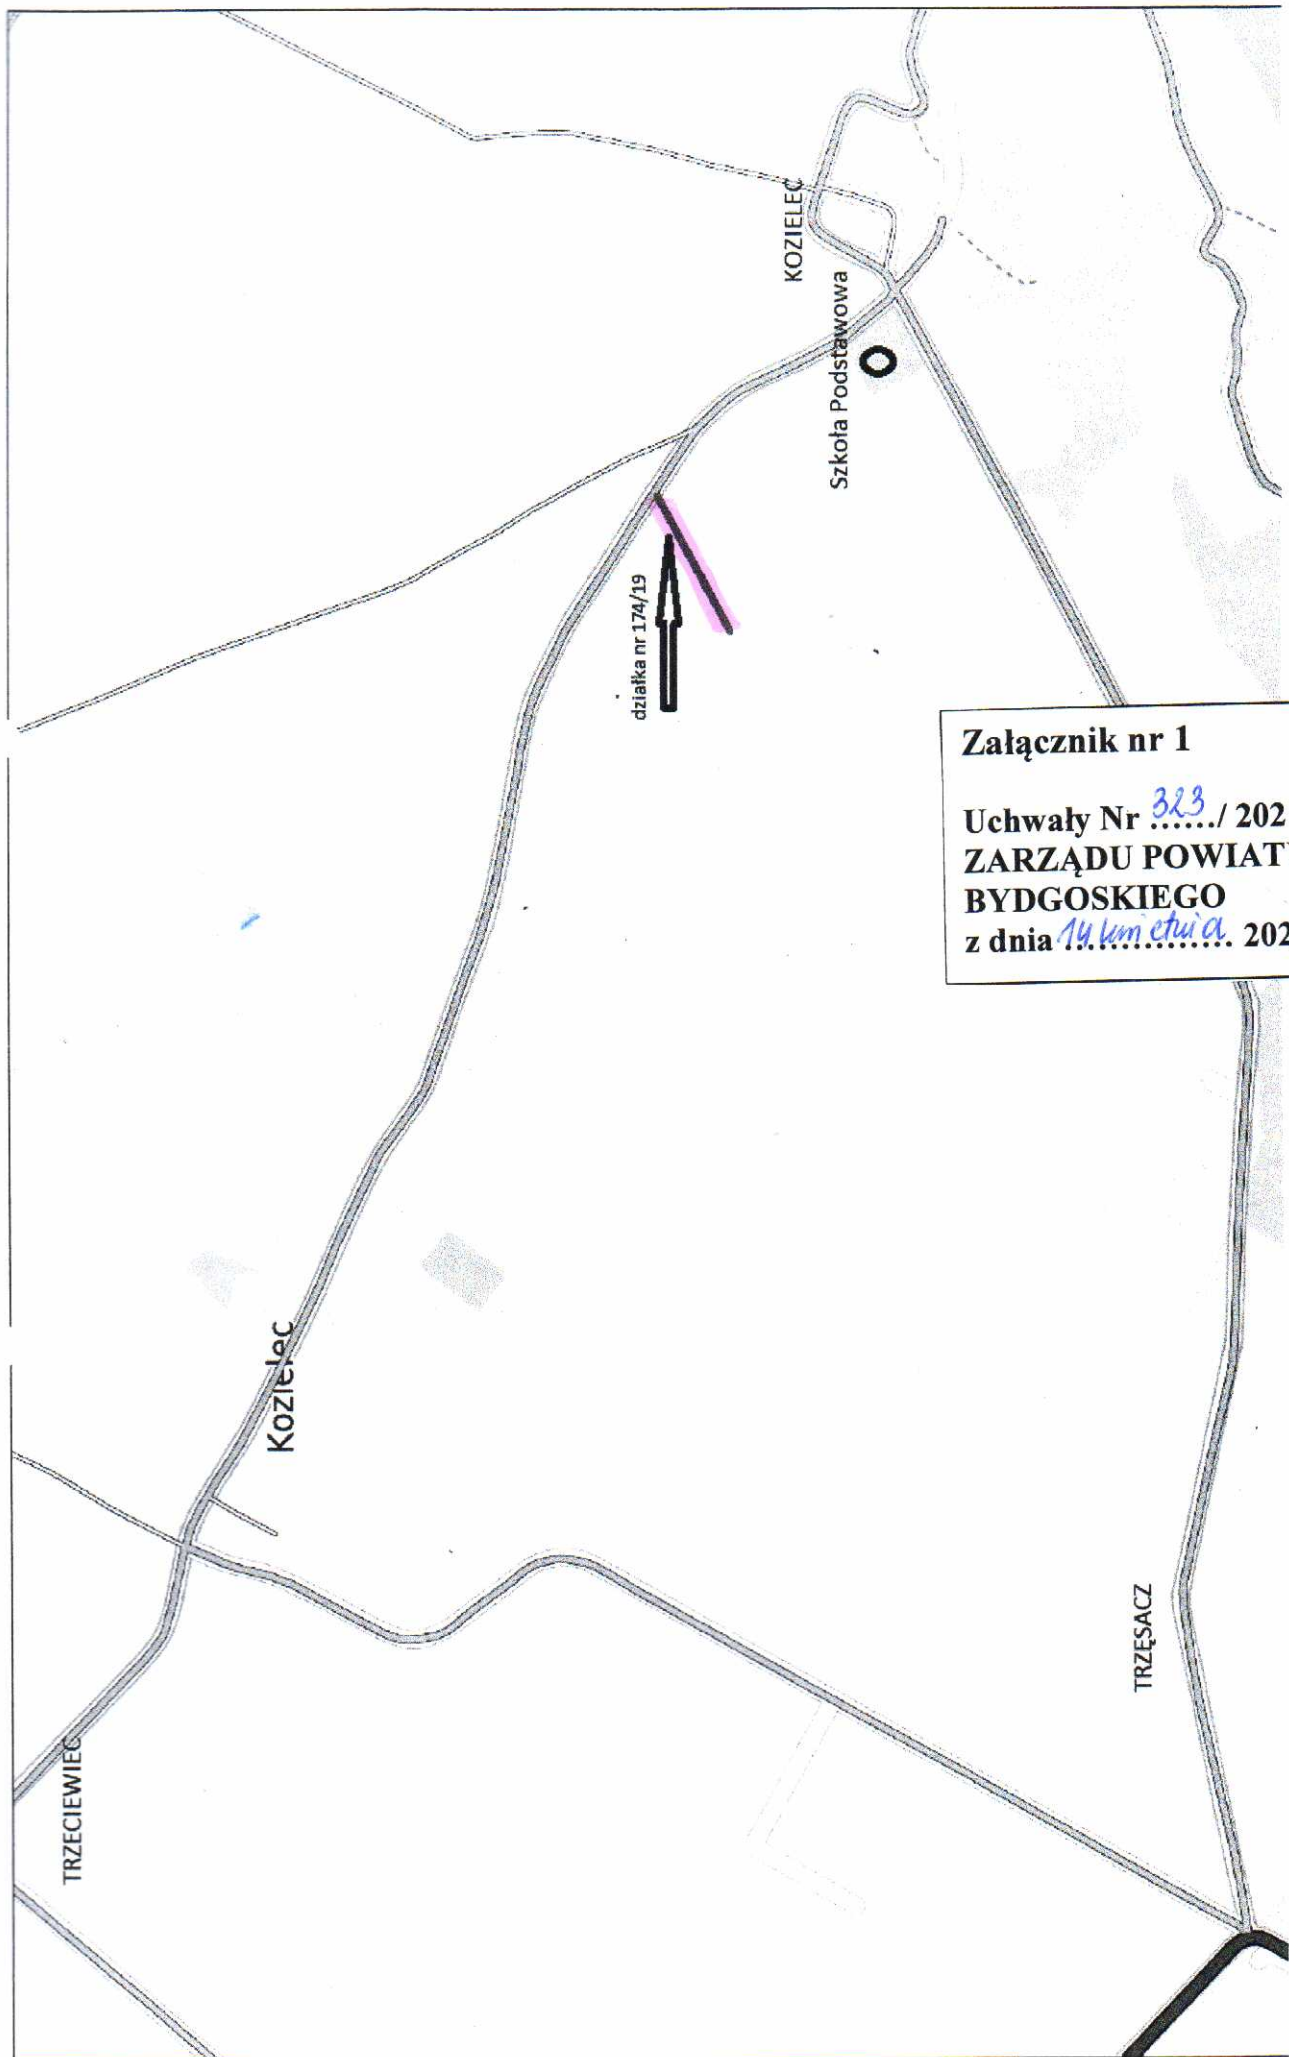 KOZIELEC
Szkoła Podstawowa
działka nr 174/19
Załącznik nr 1
Uchwały Nr 323/ 202
ZARZĄDU POWIAT
BYDGOSKIEGO
z dnia 14 kwietnia 202
Kozielec
TRZĘSACZ
TRZECIEWIEC